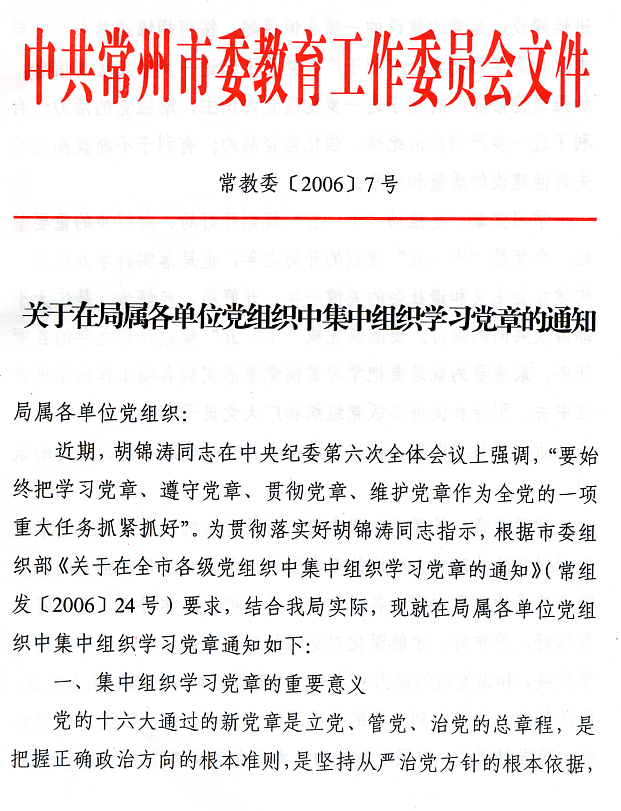 中共常州市委教育工作委员会文件
常教委〔2006〕7号
关于在局属各单位党组织中集中组织学习党章的通知
局属各单位党组织：
近期，胡锦涛同志在中央纪委第六次全体会议上强调，“要始
终把学习党章、遵守党章、贯彻党章、维护党章作为全党的一项
重大任务抓紧抓好”。为贯彻落实好胡锦涛同志指示，根据市委组
织部《关于在全市各级党组织中集中组织学习党章的通知》（常组
发〔2006〕24号）要求，结合我局实际，现就在局属各单位党组
织中集中组织学习党章通知如下：
一、集中组织学习党章的重要意义
党的十六大通过的新党章是立党、管党、治党的总章程，是
把握正确政治方向的根本准则，是坚持从严治党方针的根本依据，